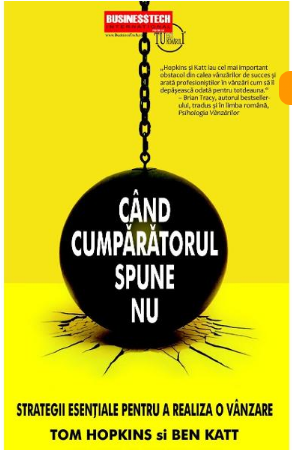 BUSINESSTECH
INTERNATIONAL
„Hopkins și Katt iau cel mai important
obstacol din calea vânzărilor de succes și
arată profesioniștilor în vânzări cum să îl
depășească odată pentru totdeauna.”
– Brian Tracy, autorul bestseller-
ului, tradus și în limba română,
Psihologia Vânzărilor
CÂND
CUMPĂRĂTORUL
SPUNE
NU
STRATEGII ESENȚIALE PENTRU A REALIZA O VÂNZARE
TOM HOPKINS si BEN KATT